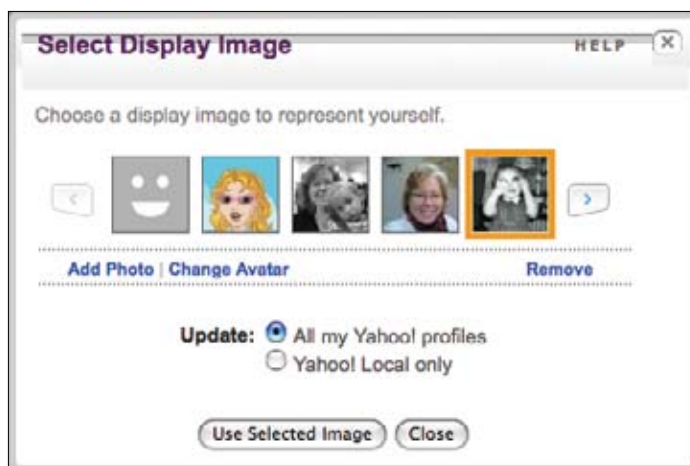 Select Display Image HELP
Choose a display image to represent yourself.
Add Photo | Change Avatar Remove
Update: All my Yahoo! profiles
Yahoo! Local only
Use Selected Image Close